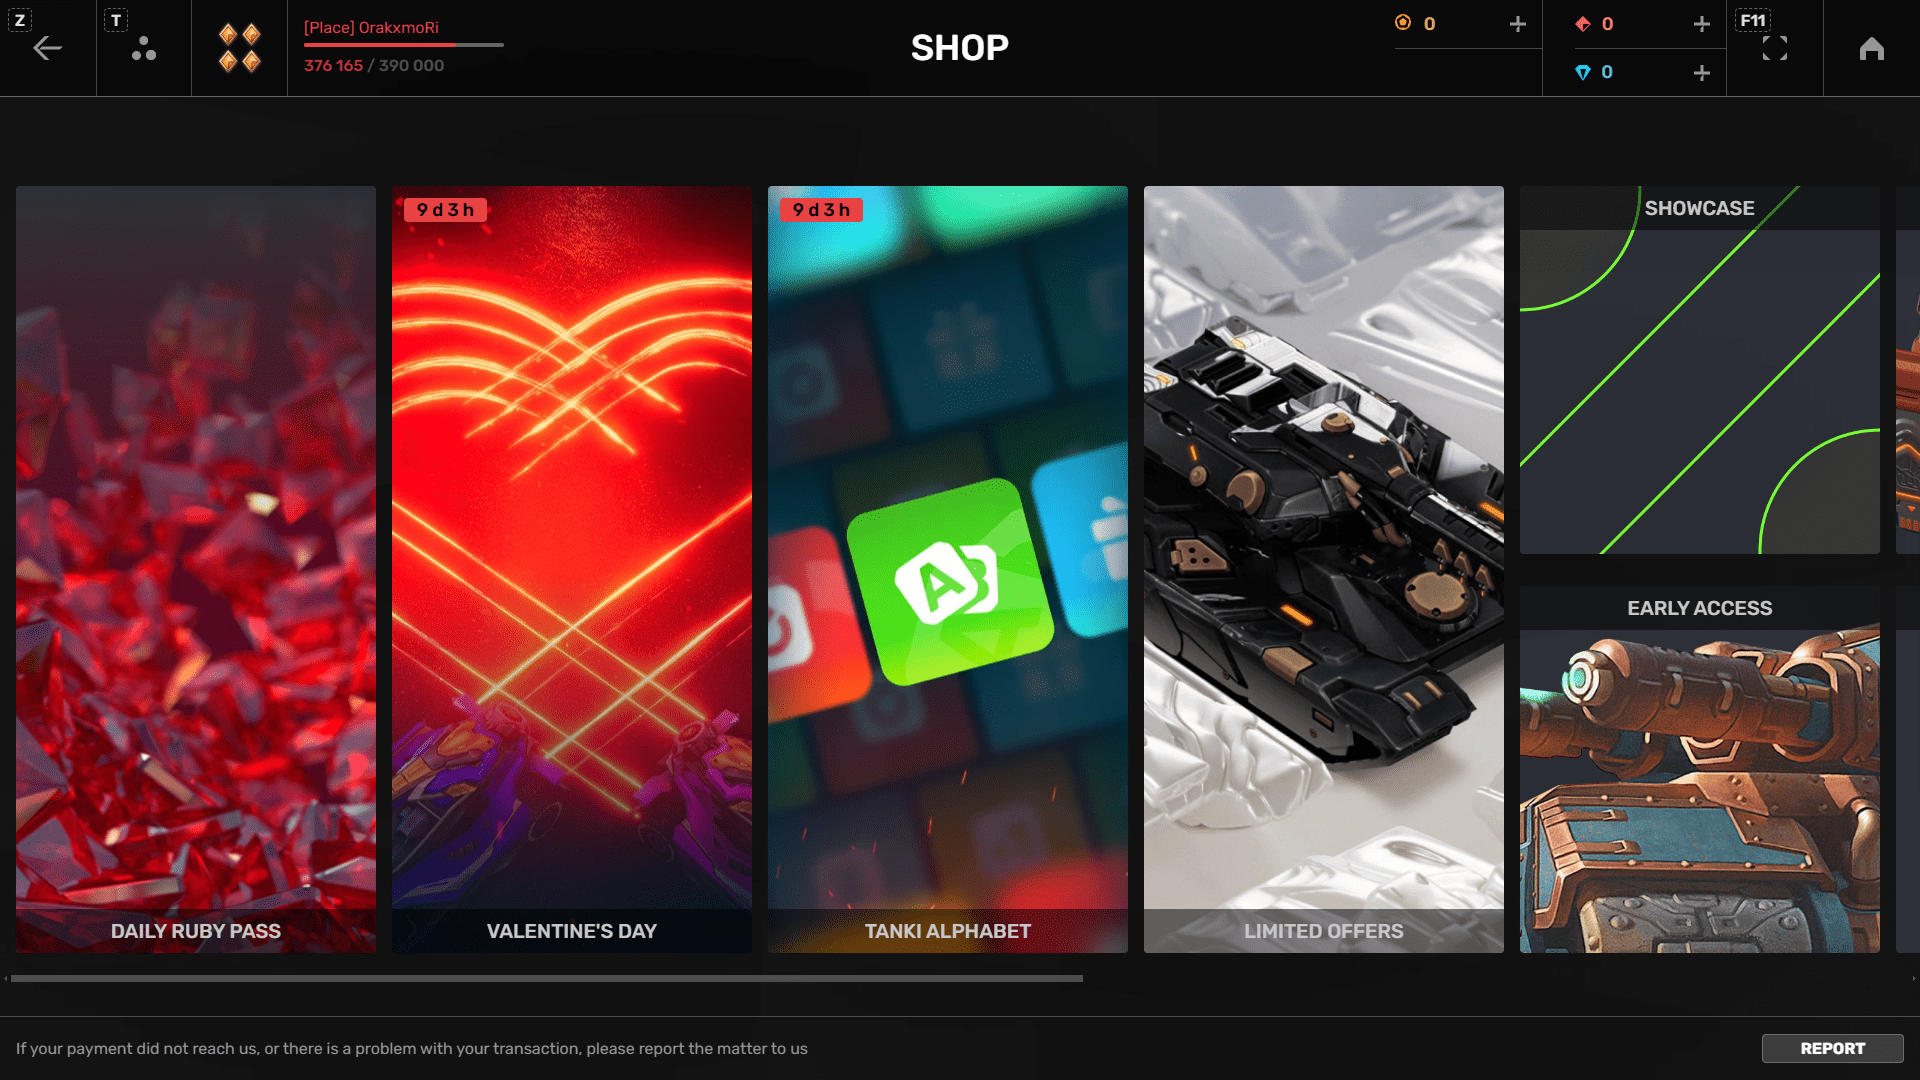 Z
T
[Place] OrakxmoRi
376 165 / 390 000
SHOP
0
0
0
F11
9 d 3 h
9 d 3 h
SHOWCASE
A
B
EARLY ACCESS
DAILY RUBY PASS
VALENTINE'S DAY
TANKI ALPHABET
LIMITED OFFERS
If your payment did not reach us, or there is a problem with your transaction, please report the matter to us
REPORT